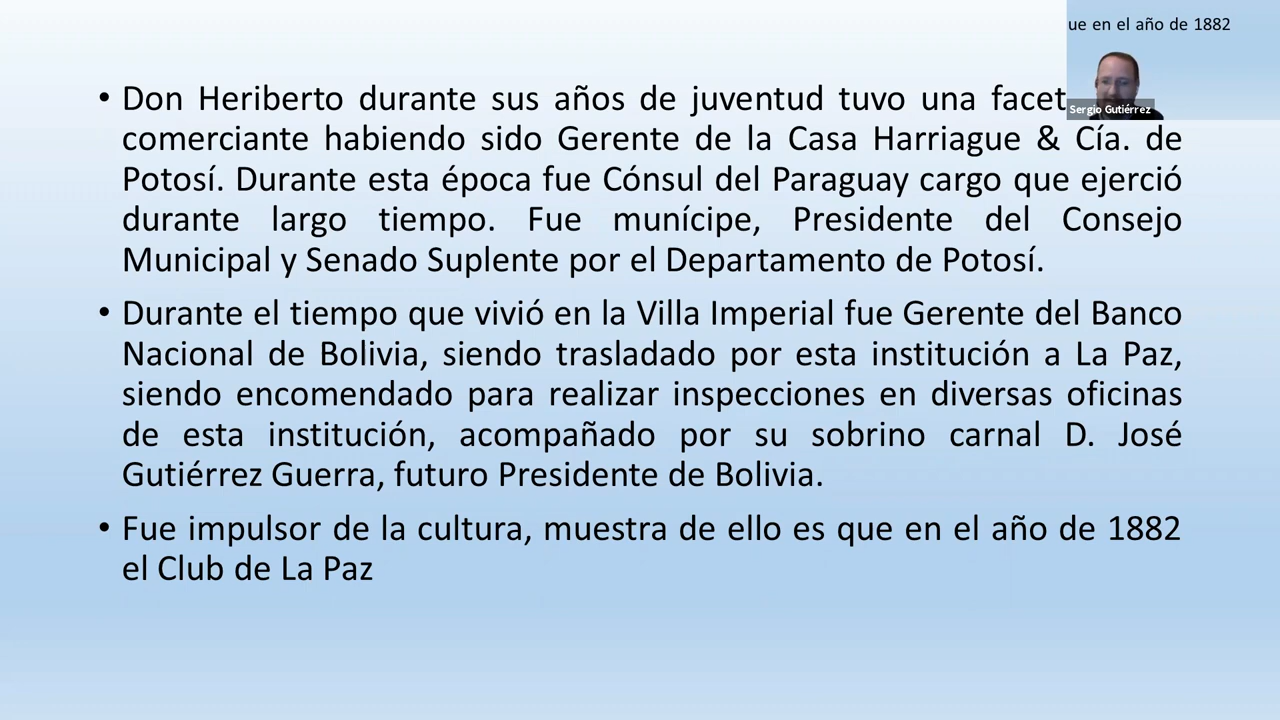 ue en el año de 1882
Sergio Gutiérrez
• Don Heriberto durante sus años de juventud tuvo una facet
comerciante habiendo sido Gerente de la Casa Harriague & Cía. de
Potosí. Durante esta época fue Cónsul del Paraguay cargo que ejerció
durante largo tiempo. Fue munícipe, Presidente del Consejo
Municipal y Senado Suplente por el Departamento de Potosí.
• Durante el tiempo que vivió en la Villa Imperial fue Gerente del Banco
Nacional de Bolivia, siendo trasladado por esta institución a La Paz,
siendo encomendado para realizar inspecciones en diversas oficinas
de esta institución, acompañado por su sobrino carnal D. José
Gutiérrez Guerra, futuro Presidente de Bolivia.
• Fue impulsor de la cultura, muestra de ello es que en el año de 1882
el Club de La Paz